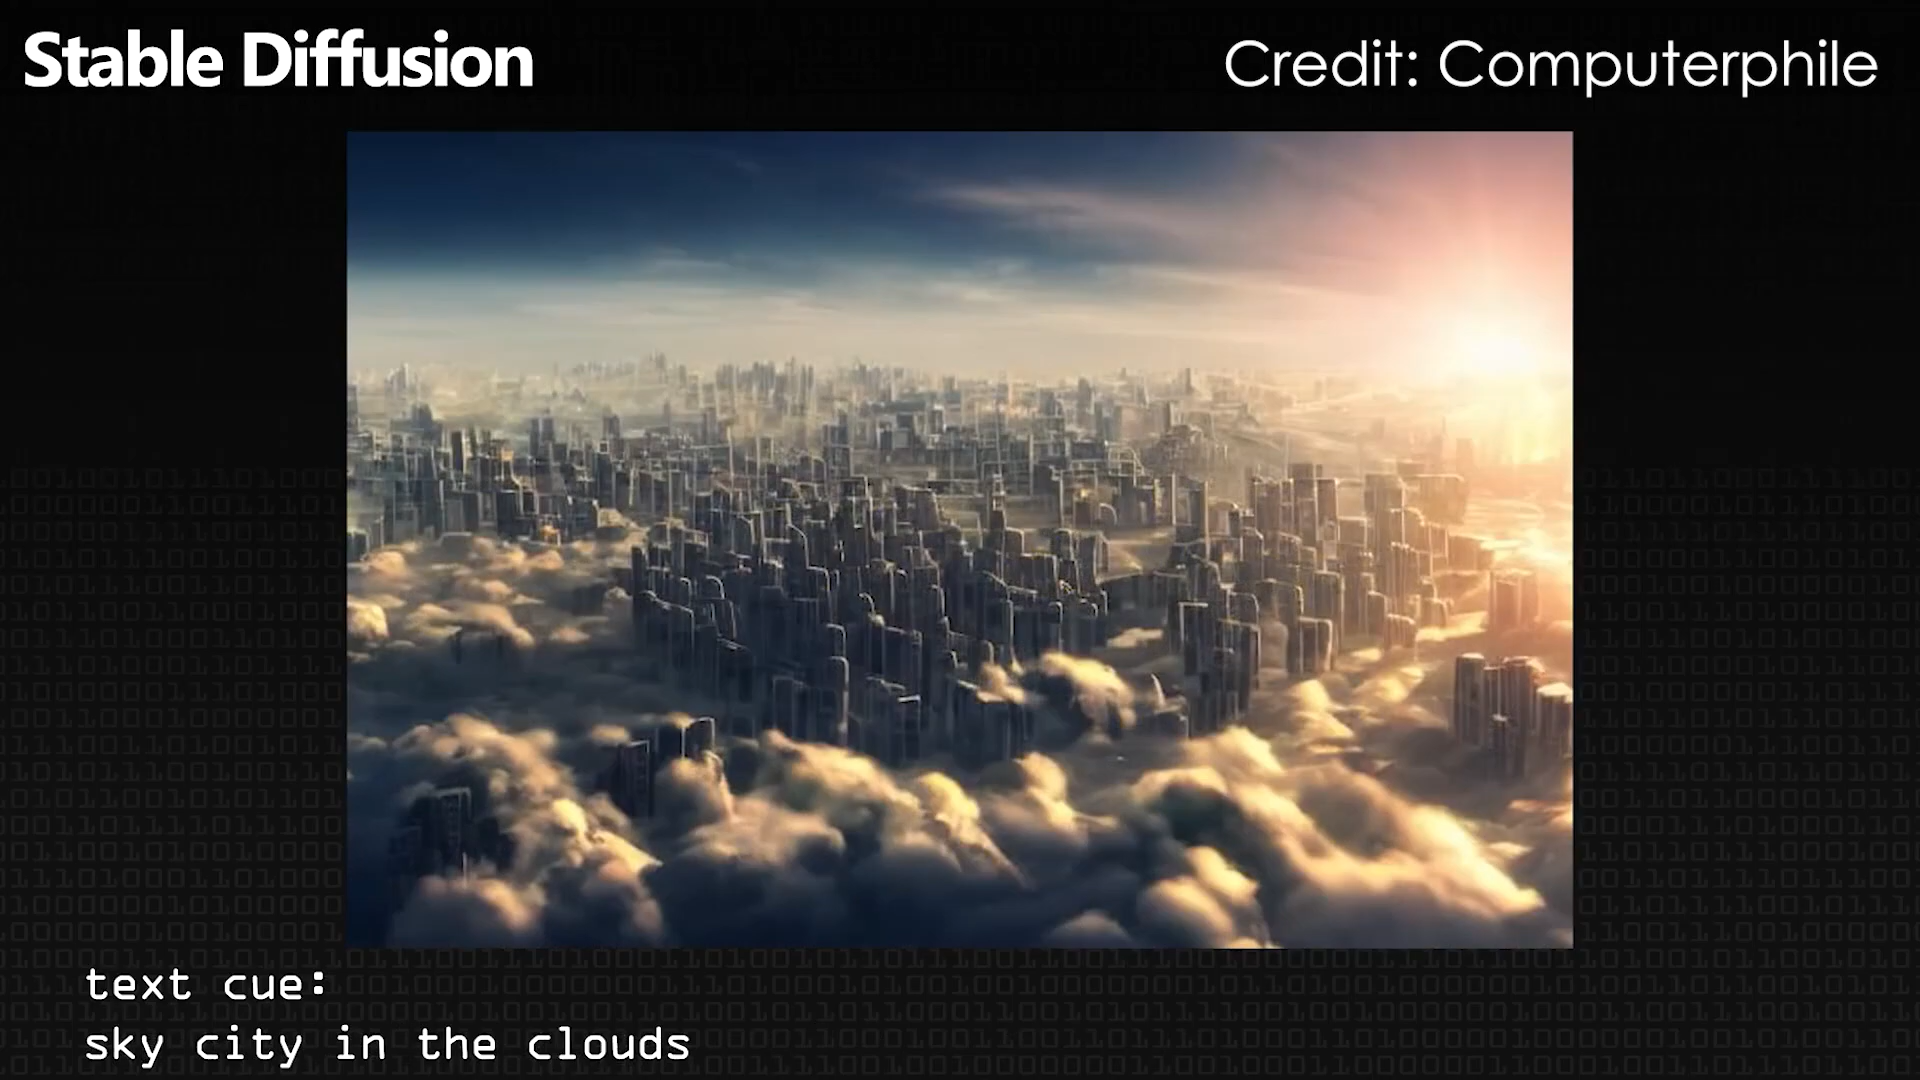 Stable Diffusion
Credit: Computerphile
text cue:
sky city in the clouds